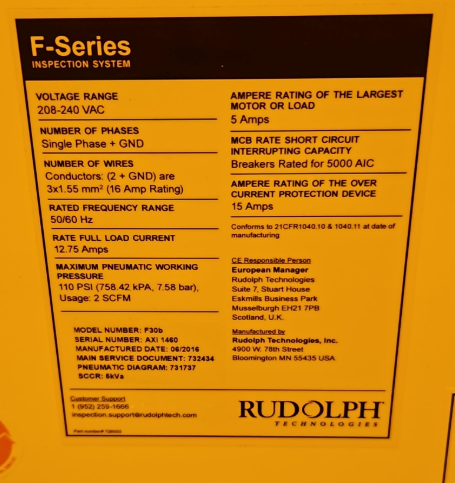 F-Series
INSPECTION SYSTEM
VOLTAGE RANGE
208-240 VAC
NUMBER OF PHASES
Single Phase + GND
NUMBER OF WIRES
Conductors: (2 + GND) are
3x1.55 mm² (16 Amp Rating)
RATED FREQUENCY RANGE
50/60 Hz
RATE FULL LOAD CURRENT
12.75 Amps
MAXIMUM PNEUMATIC WORKING
PRESSURE
110 PSI (758.42 kPA, 7.58 bar),
Usage: 2 SCFM
AMPERE RATING OF THE LARGEST
MOTOR OR LOAD
5 Amps
MCB RATE SHORT CIRCUIT
INTERRUPTING CAPACITY
Breakers Rated for 5000 AIC
AMPERE RATING OF THE OVER
CURRENT PROTECTION DEVICE
15 Amps
Conforms to 21CFR1040.10 & 1040.11 at date of
manufacturing
CE Responsible Person
European Manager
Rudolph Technologies
Suite 7, Stuart House
Eskmills Business Park
Musselburgh EH21 7PB
Scotland, U.K.
Manufactured by
Rudolph Technologies, Inc.
4900 W. 78th Street
Bloomington MN 55435 USA
MODEL NUMBER: F30b
SERIAL NUMBER: AXI 1460
MANUFACTURED DATE: 06/2016
MAIN SERVICE DOCUMENT: 732434
PNEUMATIC DIAGRAM: 731737
SCCR: 5kVa
Customer Support
1 (952) 259-1666
inspection.support@rudolphtech.com
Part number#
RUDOLPH
TECHNOLOGIES